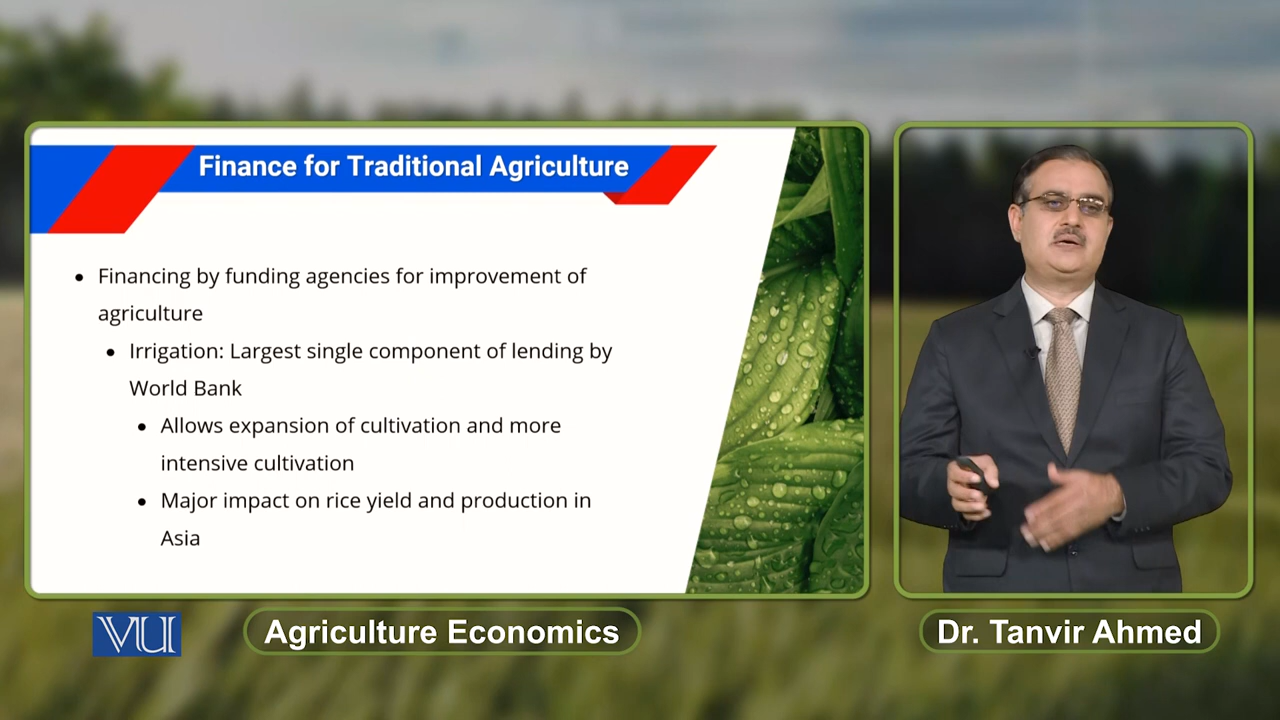 Finance for Traditional Agriculture
• Financing by funding agencies for improvement of
agriculture
• Irrigation: Largest single component of lending by
World Bank
• Allows expansion of cultivation and more
intensive cultivation
• Major impact on rice yield and production in
Asia
VU
Agriculture Economics
Dr. Tanvir Ahmed